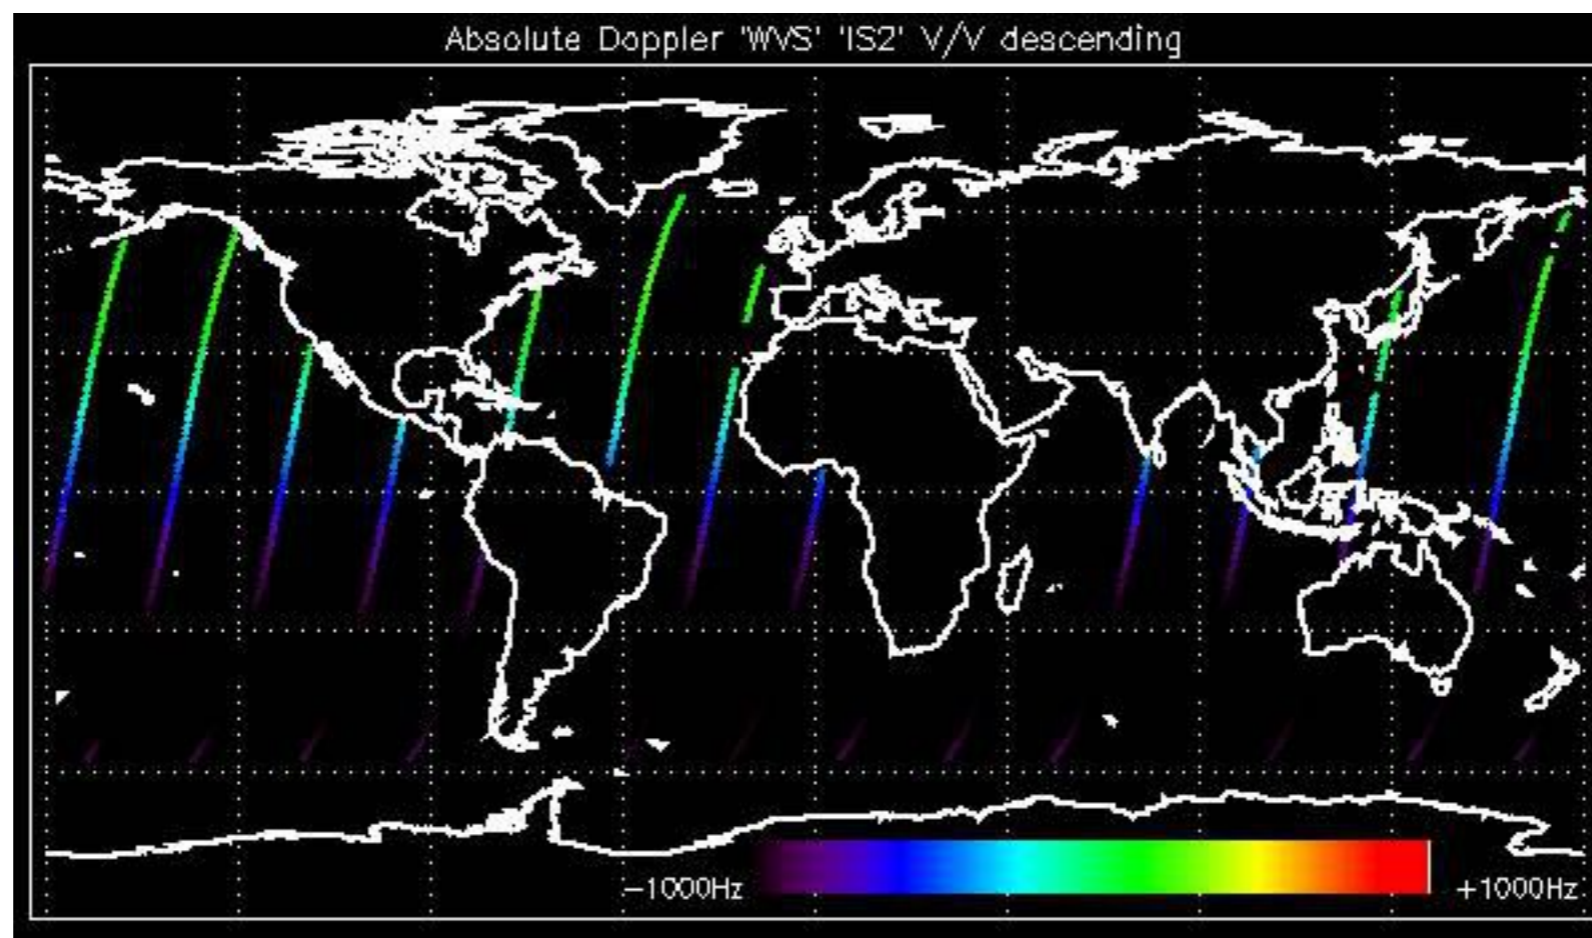 Absolute Doppler 'WVS' 'IS2' V/V descending
−1000Hz
+1000Hz